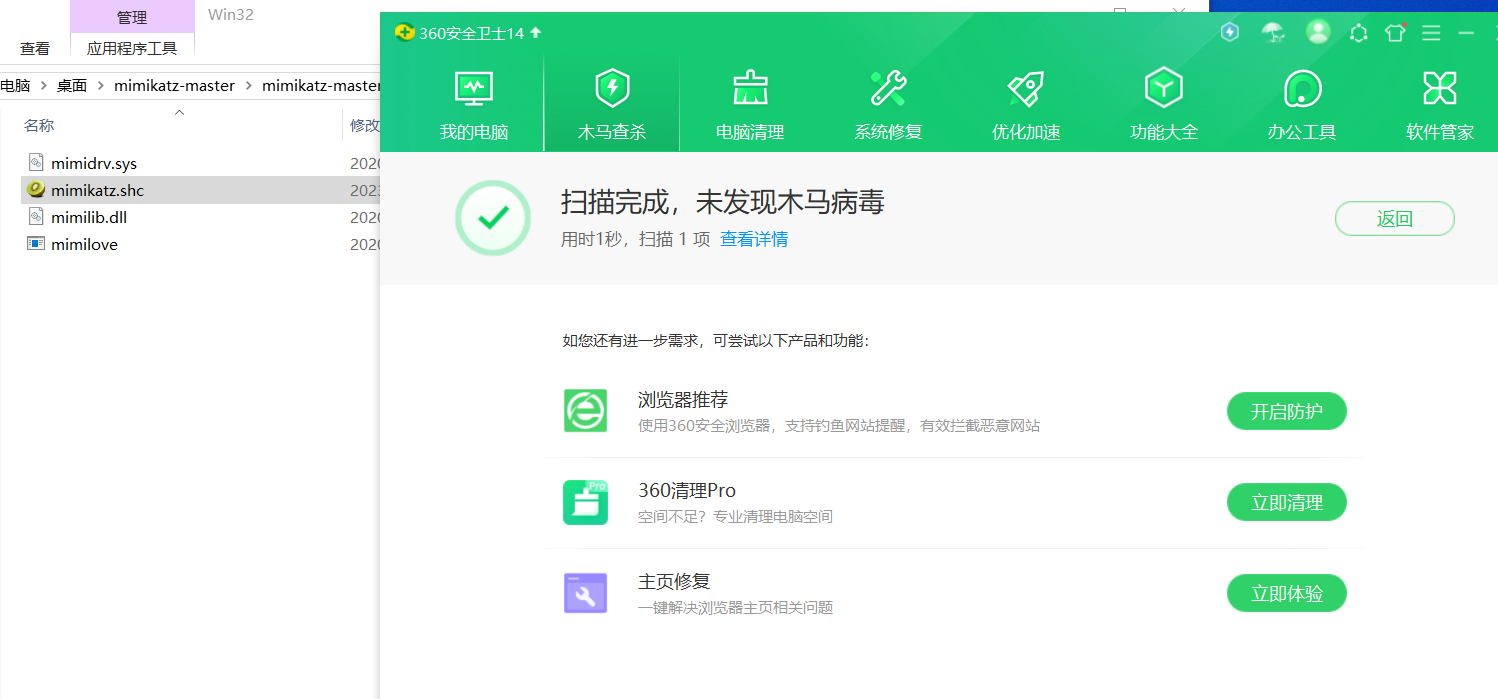 管理
Win32
查看
应用程序工具
电脑 > 桌面 > mimikatz-master > mimikatz-master
名称
修改
mimidrv.sys
2020
mimikatz.shc
2023
mimilib.dll
2020
mimilove
2020
360安全卫士14
我的电脑
木马查杀
电脑清理
系统修复
优化加速
功能大全
办公工具
软件管家
扫描完成，未发现木马病毒
用时1秒，扫描 1 项 查看详情
返回
如您还有进一步需求，可尝试以下产品和功能：
浏览器推荐
使用360安全浏览器，支持钓鱼网站提醒，有效拦截恶意网站
开启防护
Pro
360清理Pro
空间不足？专业清理电脑空间
立即清理
主页修复
一键解决浏览器主页相关问题
立即体验